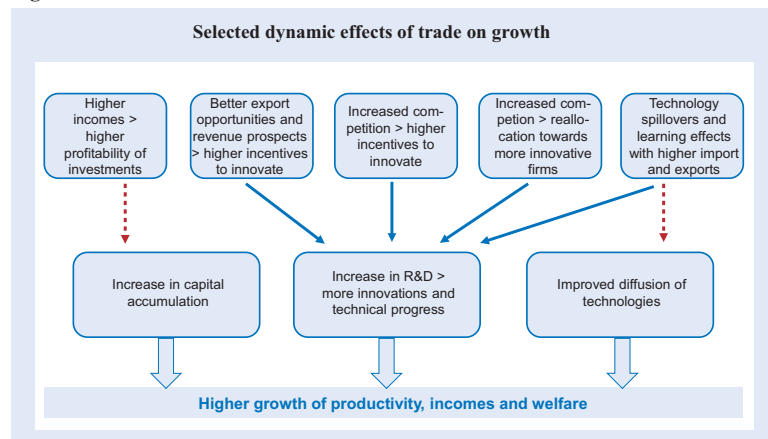 Selected dynamic effects of trade on growth
Higher
incomes >
higher
profitability of
investments
Better export
opportunities and
revenue prospects
> higher incentives
to innovate
Increased com-
petition > higher
incentives to
innovate
Increased com-
petion > reallo-
cation towards
more innovative
firms
Technology
spillovers and
learning effects
with higher import
and exports
Increase in capital
accumulation
Increase in R&D >
more innovations and
technical progress
Improved diffusion of
technologies
Higher growth of productivity, incomes and welfare